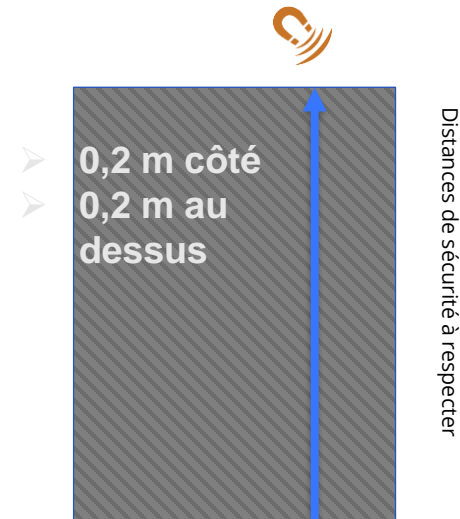 0,2 m côté
0,2 m au
dessus
Distances de sécurité à respecter